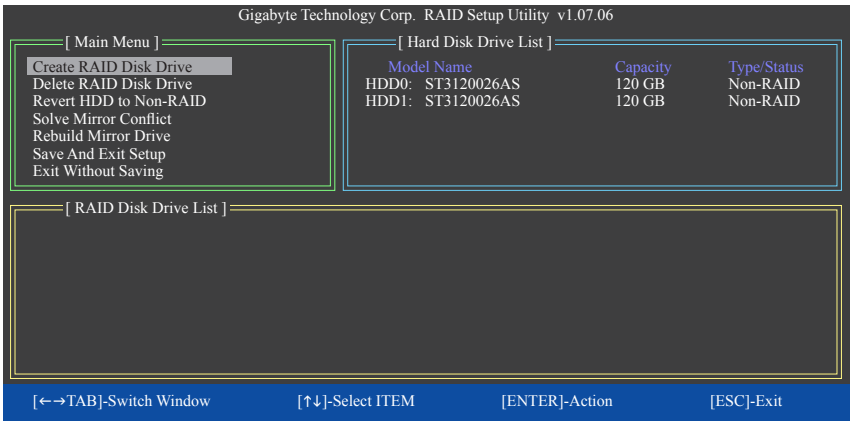 Gigabyte Technology Corp. RAID Setup Utility v1.07.06
[ Main Menu ]
Create RAID Disk Drive
Delete RAID Disk Drive
Revert HDD to Non-RAID
Solve Mirror Conflict
Rebuild Mirror Drive
Save And Exit Setup
Exit Without Saving
[ Hard Disk Drive List ]
Model Name Capacity Type/Status
HDD0: ST3120026AS 120 GB Non-RAID
HDD1: ST3120026AS 120 GB Non-RAID
[ RAID Disk Drive List ]
[←→TAB]-Switch Window [↑↓]-Select ITEM [ENTER]-Action [ESC]-Exit